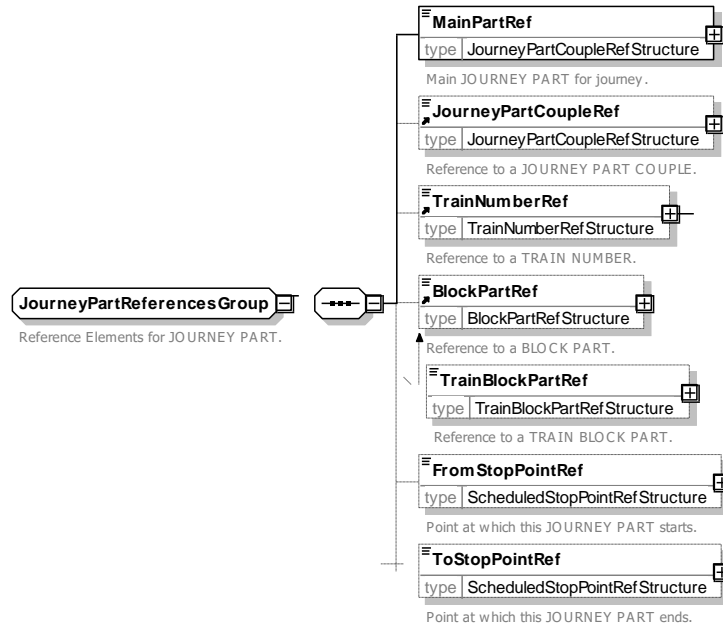 MainPartRef
type JourneyPartCoupleRefStructure
Main JOURNEY PART for journey.
JourneyPartCoupleRef
type JourneyPartCoupleRefStructure
Reference to a JOURNEY PART COUPLE.
TrainNumberRef
type TrainNumberRefStructure
Reference to a TRAIN NUMBER.
JourneyPartReferencesGroup
Reference Elements for JOURNEY PART.
BlockPartRef
type BlockPartRefStructure
Reference to a BLOCK PART.
TrainBlockPartRef
type TrainBlockPartRefStructure
Reference to a TRAIN BLOCK PART.
FromStopPointRef
type ScheduledStopPointRefStructure
Point at which this JOURNEY PART starts.
ToStopPointRef
type ScheduledStopPointRefStructure
Point at which this JOURNEY PART ends.